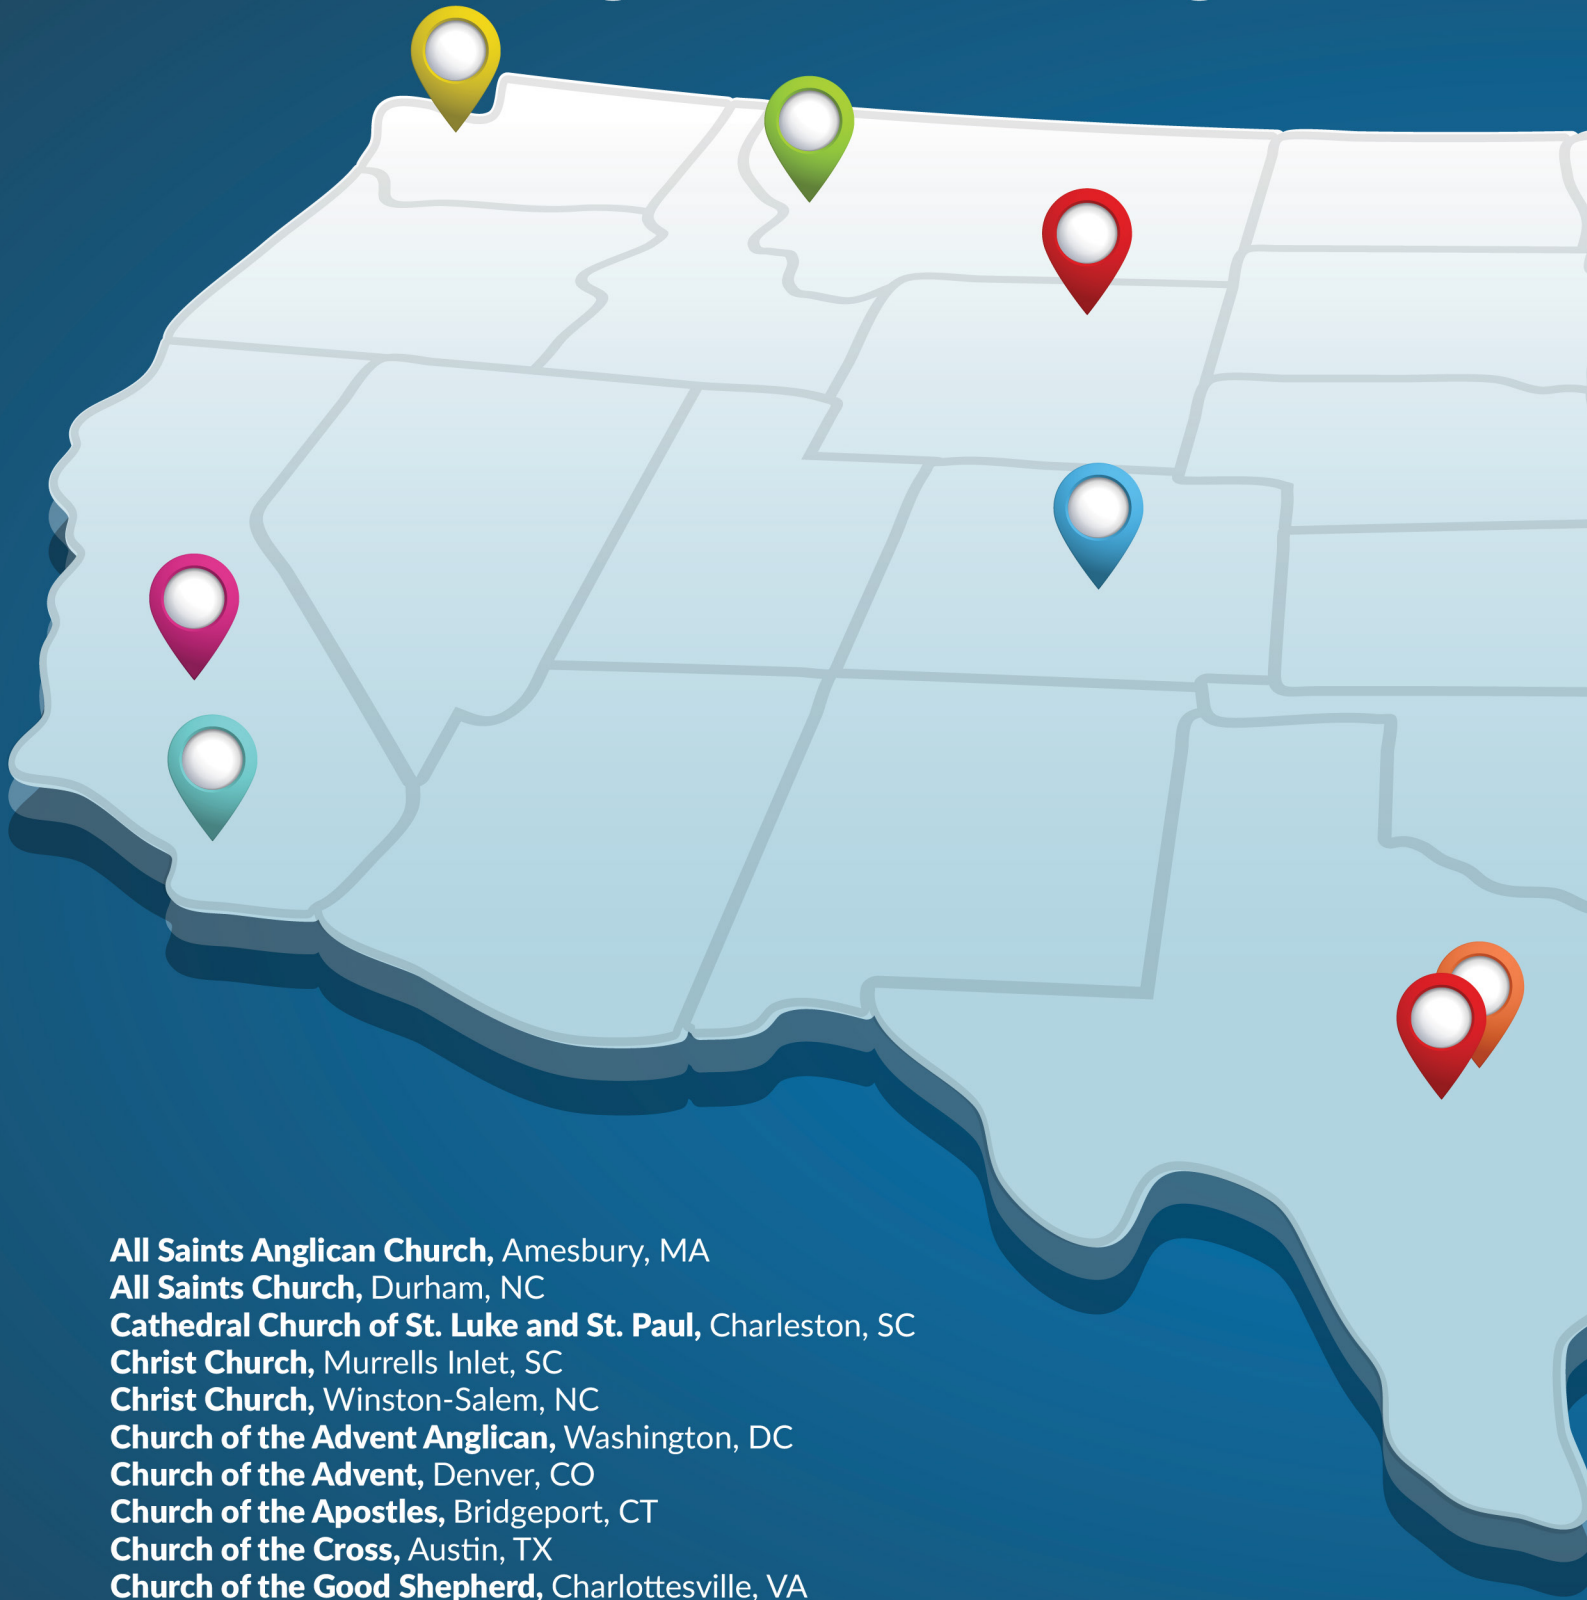 All Saints Anglican Church, Amesbury, MA
All Saints Church, Durham, NC
Cathedral Church of St. Luke and St. Paul, Charleston, SC
Christ Church, Murrells Inlet, SC
Christ Church, Winston-Salem, NC
Church of the Advent Anglican, Washington, DC
Church of the Advent, Denver, CO
Church of the Apostles, Bridgeport, CT
Church of the Cross, Austin, TX
Church of the Good Shepherd, Charlottesville, VA